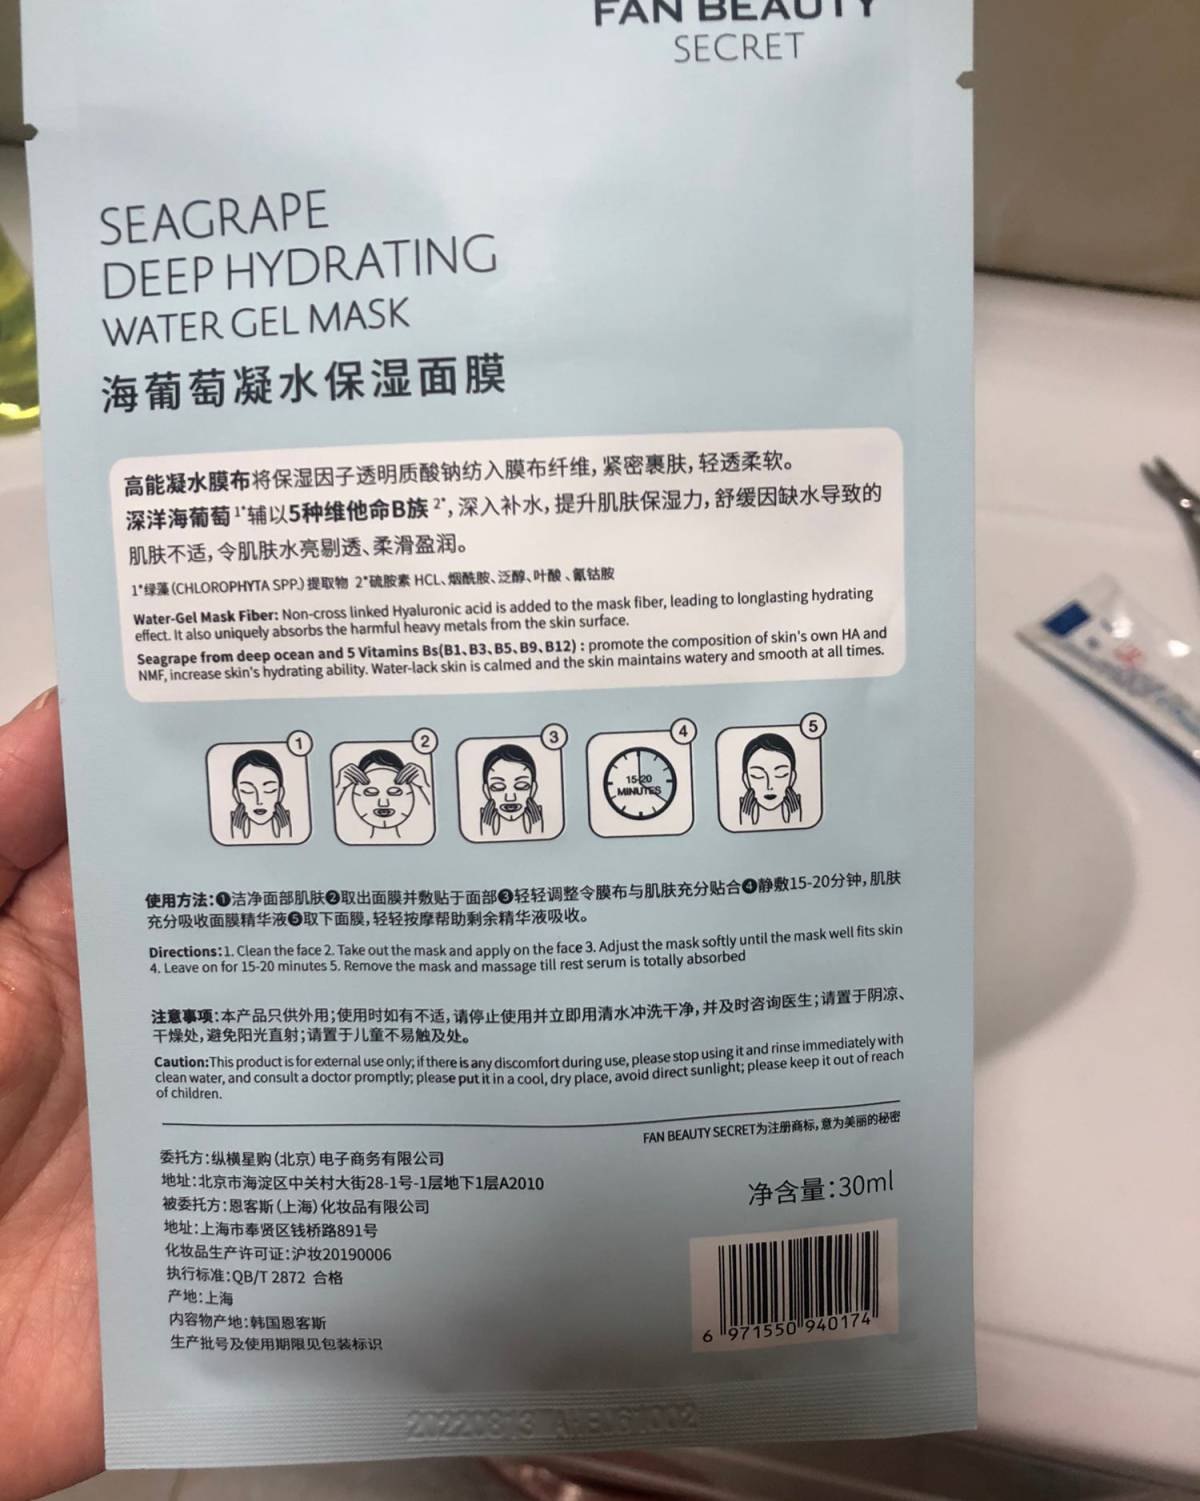 FAN BEAUTY
SECRET
SEAGRAPE
DEEP HYDRATING
WATER GEL MASK
海葡萄凝水保湿面膜
高能凝水膜布将保湿因子透明质酸钠纺入膜布纤维,紧密裹肤,轻透柔软。
深洋海葡萄1*辅以5种维他命B族2*,深入补水,提升肌肤保湿力,舒缓因缺水导致的
肌肤不适,令肌肤水亮剔透、柔滑盈润。
1*绿藻(CHLOROPHYTA SPP.)提取物 2*硫胺素 HCL、烟酰胺、泛醇、叶酸、氰钴胺
Water-Gel Mask Fiber: Non-cross linked Hyaluronic acid is added to the mask fiber, leading to longlasting hydrating
effect. It also uniquely absorbs the harmful heavy metals from the skin surface.
Seagrape from deep ocean and 5 Vitamins Bs(B1、B3、B5、B9、B12) : promote the composition of skin's own HA and
NMF, increase skin's hydrating ability. Water-lack skin is calmed and the skin maintains watery and smooth at all times.
1 2 3 4 5
15-20
MINUTES
使用方法:❶洁净面部肌肤❷取出面膜并敷贴于面部❸轻轻调整令膜布与肌肤充分贴合❹静敷15-20分钟,肌肤
充分吸收面膜精华液❺取下面膜,轻轻按摩帮助剩余精华液吸收。
Directions:1. Clean the face 2. Take out the mask and apply on the face 3. Adjust the mask softly until the mask well fits skin
4. Leave on for 15-20 minutes 5. Remove the mask and massage till rest serum is totally absorbed
注意事项:本产品只供外用;使用时如有不适,请停止使用并立即用清水冲洗干净,并及时咨询医生;请置于阴凉、
干燥处,避免阳光直射;请置于儿童不易触及处。
Caution:This product is for external use only; if there is any discomfort during use, please stop using it and rinse immediately with
clean water, and consult a doctor promptly; please put it in a cool, dry place, avoid direct sunlight; please keep it out of reach
of children.
FAN BEAUTY SECRET为注册商标,意为美丽的秘密
委托方:纵横星购(北京)电子商务有限公司
地址:北京市海淀区中关村大街28-1号-1层地下1层A2010
被委托方:恩客斯(上海)化妆品有限公司
地址:上海市奉贤区钱桥路891号
化妆品生产许可证:沪妆20190006
执行标准:QB/T 2872 合格
产地:上海
内容物产地:韩国恩客斯
生产批号及使用期限见包装标识
净含量:30ml
6 971550 940174
20220813